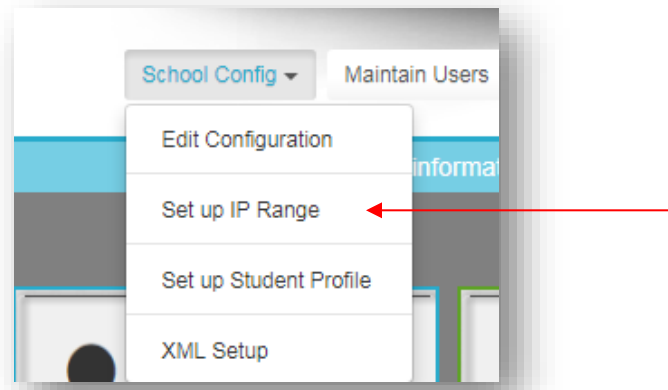 School Config Maintain Users
Edit Configuration
Set up IP Range
Set up Student Profile
XML Setup